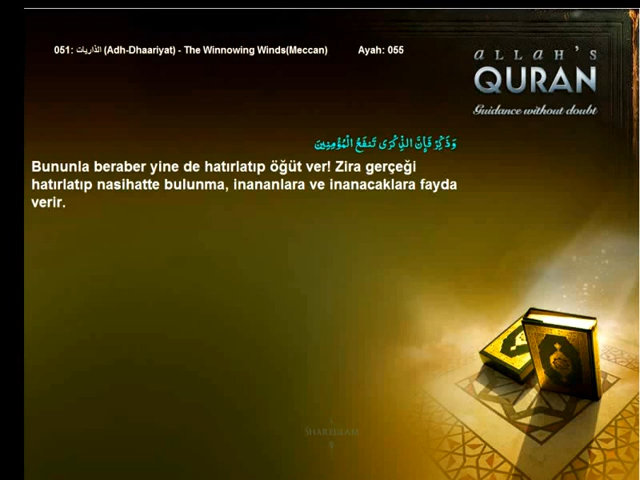 051: الذاريات (Adh-Dhaariyat) - The Winnowing Winds(Meccan) Ayah: 055
ALLAH'S
QURAN
Guidance without doubt
وَذَكِّرْ فَإِنَّ الذِّكْرَى تَنفَعُ الْمُؤْمِنِينَ
Bununla beraber yine de hatırlatıp öğüt ver! Zira gerçeği
hatırlatıp nasihatte bulunma, inananlara ve inanacaklara fayda
verir.